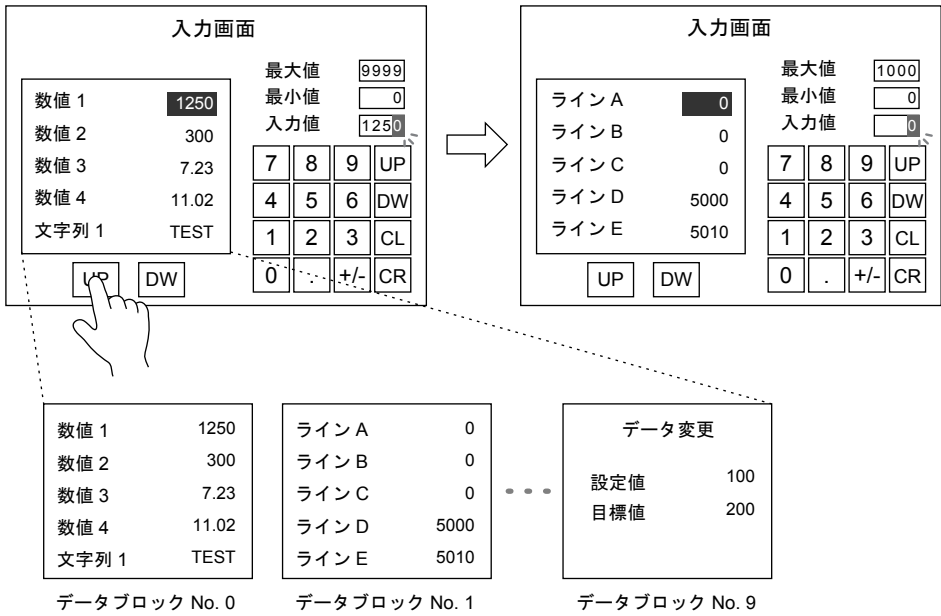 入力画面
最大値 9999
最小値 0
入力値 1250
数値 1 1250
数値 2 300
数値 3 7.23
数値 4 11.02
文字列 1 TEST
7 8 9 UP
4 5 6 DW
1 2 3 CL
0 . +/- CR
UP DW
入力画面
最大値 1000
最小値 0
入力値 0
ライン A 0
ライン B 0
ライン C 0
ライン D 5000
ライン E 5010
7 8 9 UP
4 5 6 DW
1 2 3 CL
0 . +/- CR
UP DW
数値 1 1250
数値 2 300
数値 3 7.23
数値 4 11.02
文字列 1 TEST
データブロック No. 0
ライン A 0
ライン B 0
ライン C 0
ライン D 5000
ライン E 5010
データブロック No. 1
データ変更
設定値 100
目標値 200
データブロック No. 9